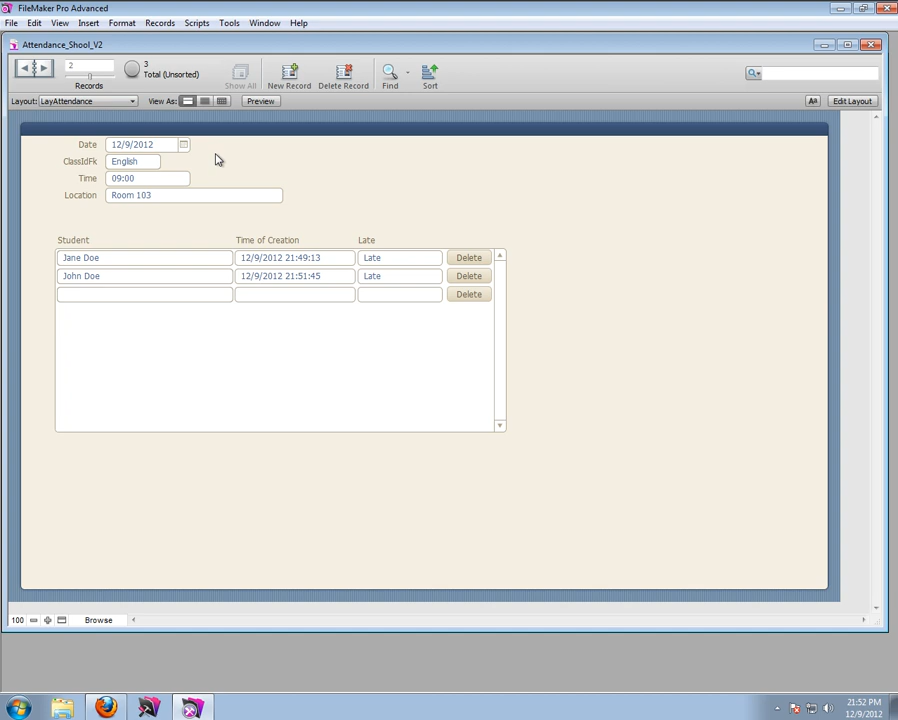 FileMaker Pro Advanced
File Edit View Insert Format Records Scripts Tools Window Help
Attendance_Shool_V2
2
3
Total (Unsorted)
Records
Show All
New Record
Delete Record
Find
Sort
Layout: LayAttendance
View As:
Preview
Aa
Edit Layout
Date 12/9/2012
ClassIdFk English
Time 09:00
Location Room 103
Student Time of Creation Late
Jane Doe 12/9/2012 21:49:13 Late Delete
John Doe 12/9/2012 21:51:45 Late Delete
Delete
100
Browse
21:52 PM
12/9/2012